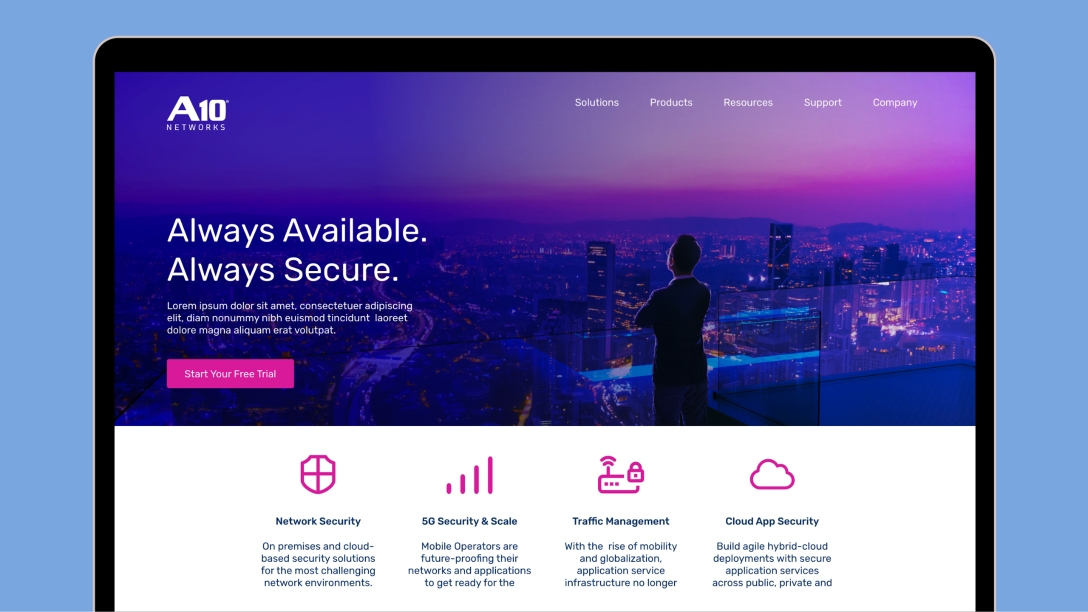 A10
NETWORKS
Solutions Products Resources Support Company
Always Available.
Always Secure.
Lorem ipsum dolor sit amet, consectetuer adipiscing
elit, diam nonummy nibh euismod tincidunt laoreet
dolore magna aliquam erat volutpat.
Start Your Free Trial
Network Security
On premises and cloud-
based security solutions
for the most challenging
network environments.
5G Security & Scale
Mobile Operators are
future-proofing their
networks and applications
to get ready for the
Traffic Management
With the rise of mobility
and globalization,
application service
infrastructure no longer
Cloud App Security
Build agile hybrid-cloud
deployments with secure
application services
across public, private and